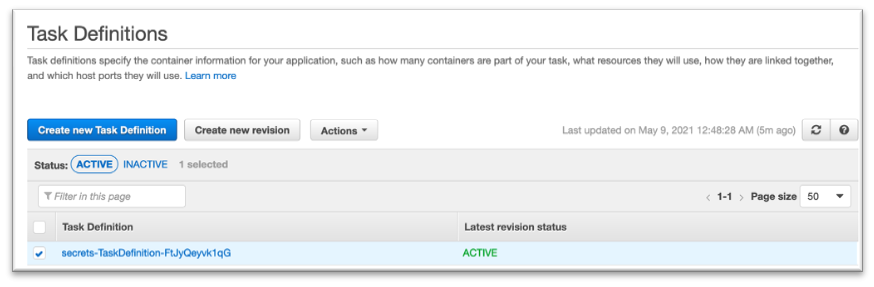 Task Definitions
Task definitions specify the container information for your application, such as how many containers are part of your task, what resources they will use, how they are linked together,
and which host ports they will use. Learn more
Create new Task Definition Create new revision Actions Last updated on May 9, 2021 12:48:28 AM (5m ago)
Status: ACTIVE INACTIVE 1 selected
Filter in this page 1-1 Page size 50
Task Definition Latest revision status
secrets-TaskDefinition-FtJyQeyvk1qG ACTIVE